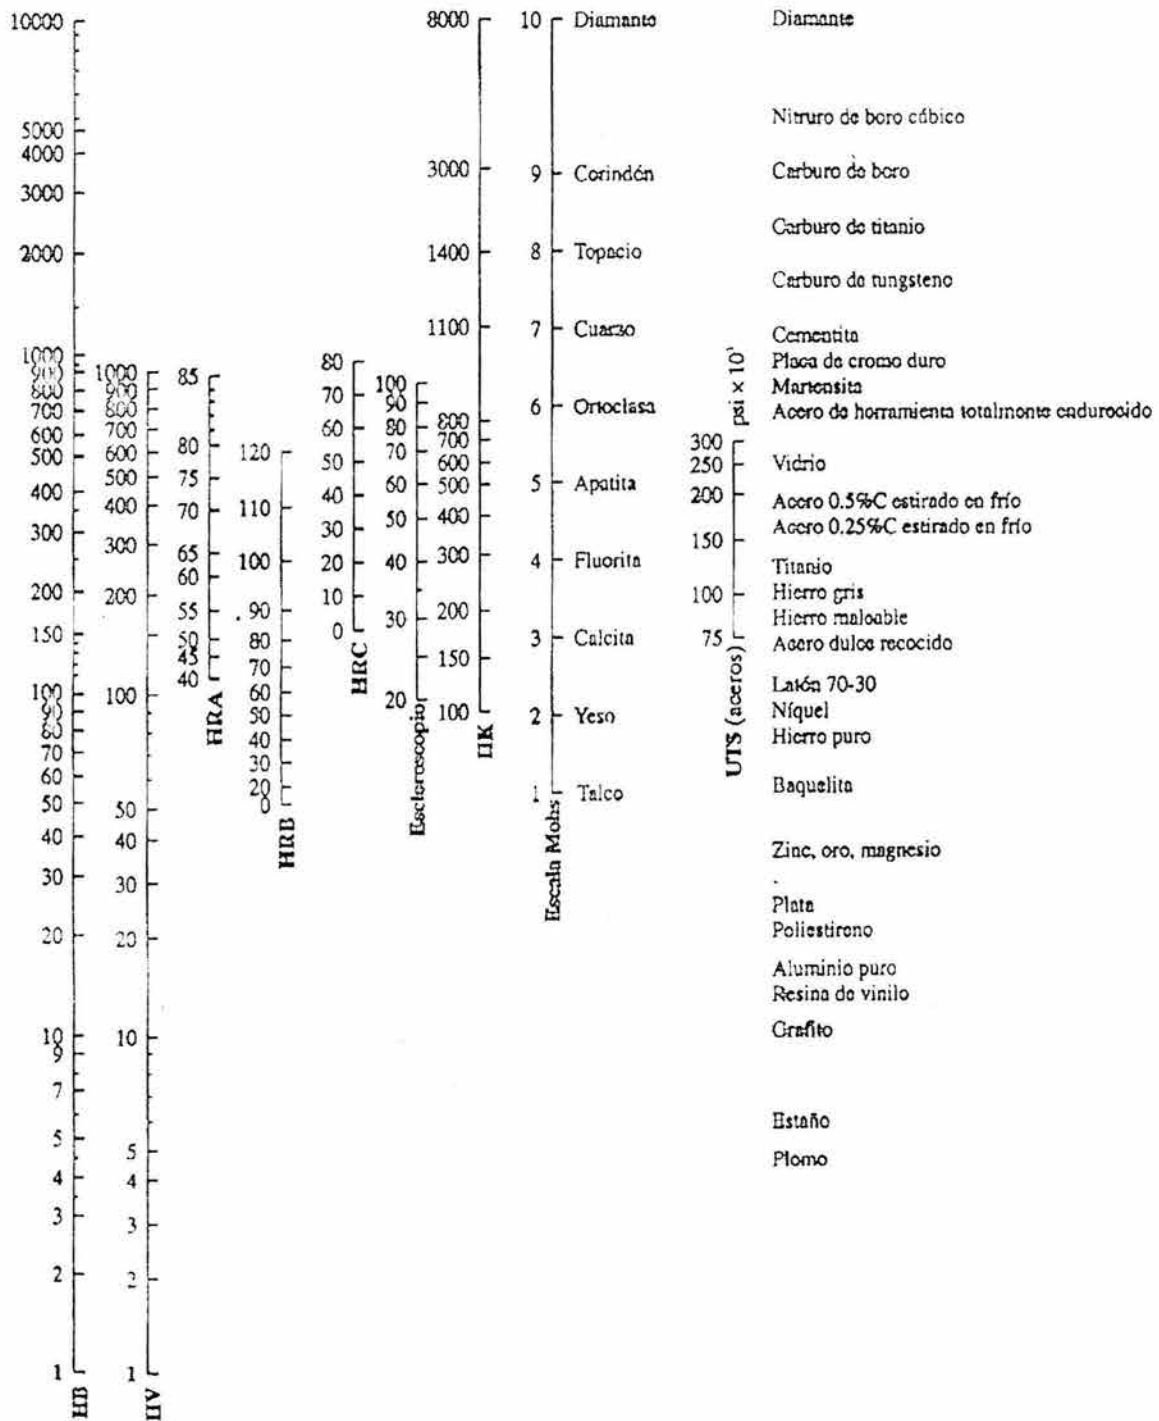 10000
5000
4000
3000
2000
1000
900
800
700
600
500
400
300
200
150
100
90
80
70
60
50
40
30
20
10
9
7
5
4
3
2
1
HB
1000
900
800
700
600
500
400
300
200
100
50
40
30
20
10
5
4
3
2
1
HV
85
80
75
70
65
60
55
50
45
40
HRA
120
110
100
90
80
70
60
50
40
30
20
0
HRB
80
70
60
50
40
30
20
10
0
HRC
100
90
80
70
60
50
40
30
20
Escleroscopio
8000
3000
1400
1100
800
700
600
500
400
300
200
150
100
HK
10 Diamante
9 Corindón
8 Topacio
7 Cuarzo
6 Ortoclasa
5 Apatita
4 Fluorita
3 Calcita
2 Yeso
1 Talco
Escala Mohs
psi × 10³
300
250
200
150
100
75
UTS (aceros)
Diamante
Nitruro de boro cúbico
Carburo de boro
Carburo de titanio
Carburo de tungsteno
Cementita
Placa de cromo duro
Martensita
Acero de herramienta totalmente endurecido
Vidrio
Acero 0.5%C estirado en frío
Acero 0.25%C estirado en frío
Titanio
Hierro gris
Hierro maleable
Acero dulce recocido
Latón 70-30
Níquel
Hierro puro
Baquelita
Zinc, oro, magnesio
Plata
Poliestireno
Aluminio puro
Resina de vinilo
Grafito
Estaño
Plomo